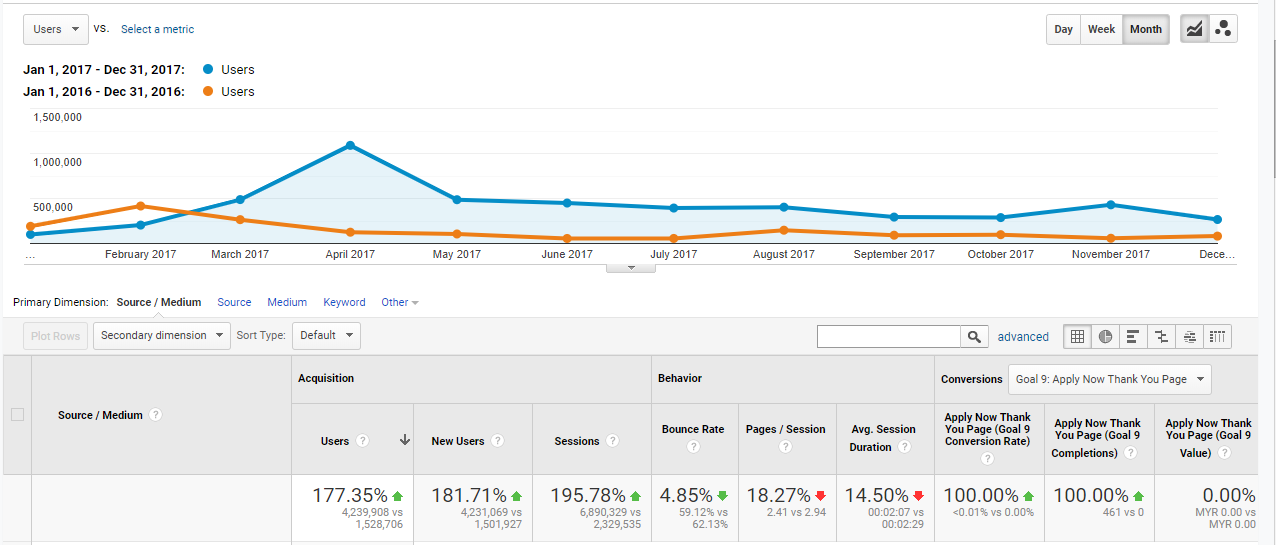 Users vs. Select a metric Day Week Month
Jan 1, 2017 - Dec 31, 2017: Users
Jan 1, 2016 - Dec 31, 2016: Users
1,500,000
1,000,000
500,000
... February 2017 March 2017 April 2017 May 2017 June 2017 July 2017 August 2017 September 2017 October 2017 November 2017 Dece...
Primary Dimension: Source / Medium Source Medium Keyword Other
Plot Rows Secondary dimension Sort Type: Default advanced
Source / Medium ?
Acquisition
Users ? New Users ? Sessions ?
Behavior
Bounce Rate
?
Pages / Session
?
Avg. Session
Duration ?
Conversions Goal 9: Apply Now Thank You Page
Apply Now Thank
You Page (Goal 9
Conversion Rate)
?
Apply Now Thank
You Page (Goal 9
Completions) ?
Apply Now Thank
You Page (Goal 9
Value) ?
177.35%
4,239,908 vs
1,528,706
181.71%
4,231,069 vs
1,501,927
195.78%
6,890,329 vs
2,329,535
4.85%
59.12% vs
62.13%
18.27%
2.41 vs 2.94
14.50%
00:02:07 vs
00:02:29
100.00%
<0.01% vs 0.00%
100.00%
461 vs 0
0.00%
MYR 0.00 vs
MYR 0.00